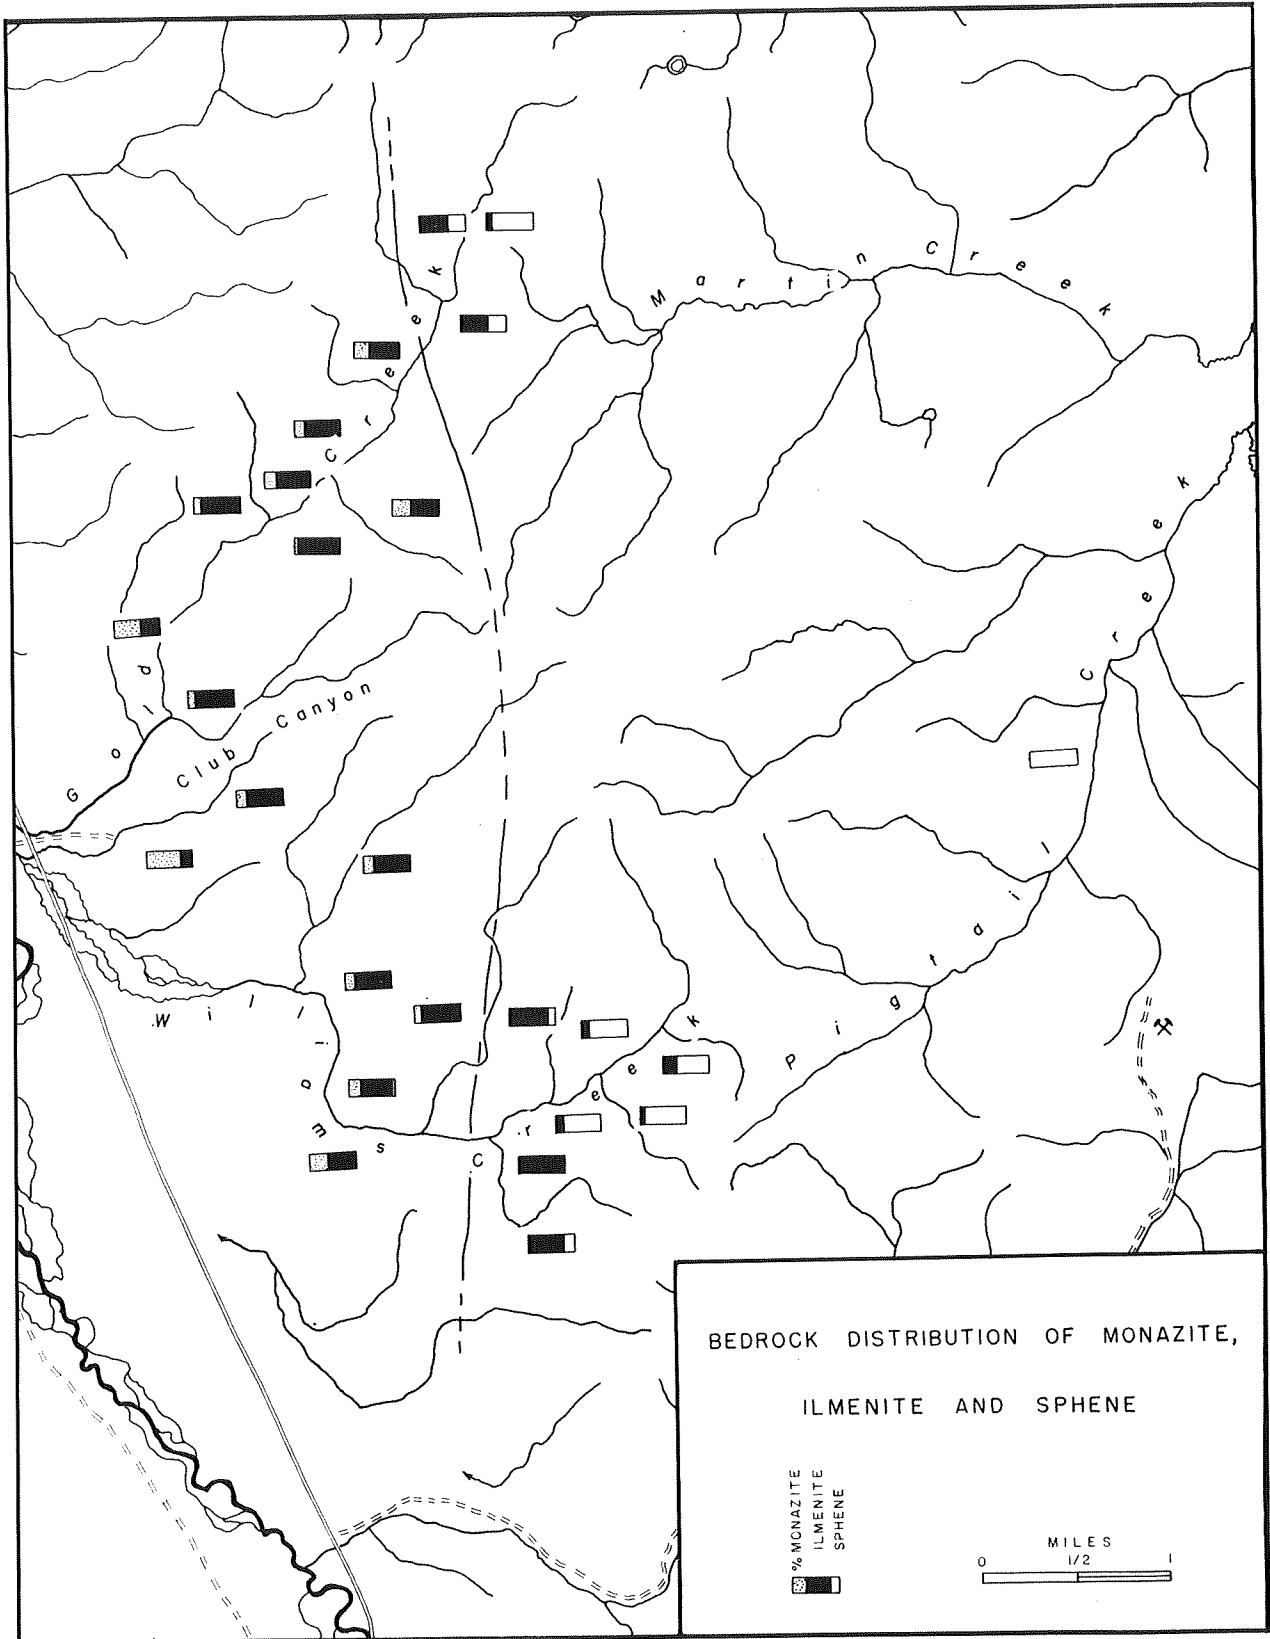 Martin Creek
Gold Creek
Club Canyon
Pigtail Creek
Williams Creek
BEDROCK DISTRIBUTION OF MONAZITE,
ILMENITE AND SPHENE
% MONAZITE
ILMENITE
SPHENE
MILES
0 1/2 1